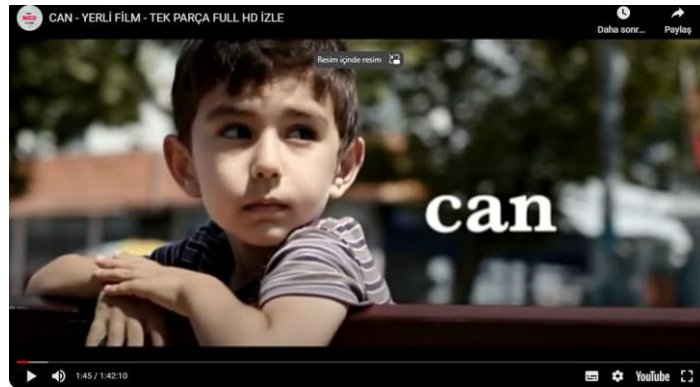 MED
CAN - YERLİ FİLM - TEK PARÇA FULL HD İZLE
Daha sonr...
Paylaş
Resim içinde resim
can
1:45 / 1:42:10
YouTube